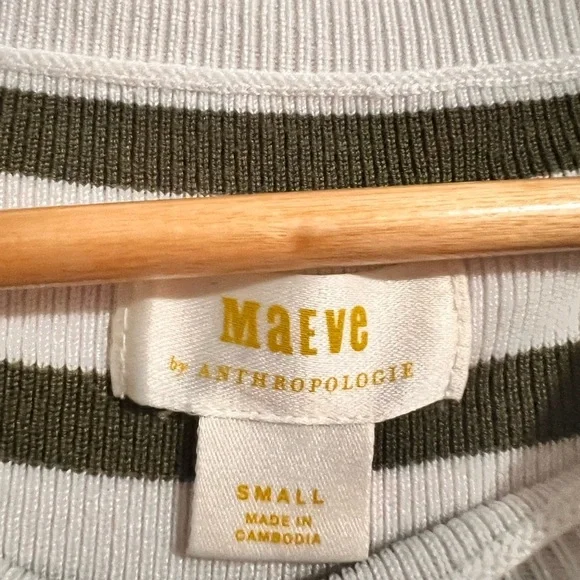 MaEVe
by ANTHROPOLOGIE
SMALL
MADE IN
CAMBODIA